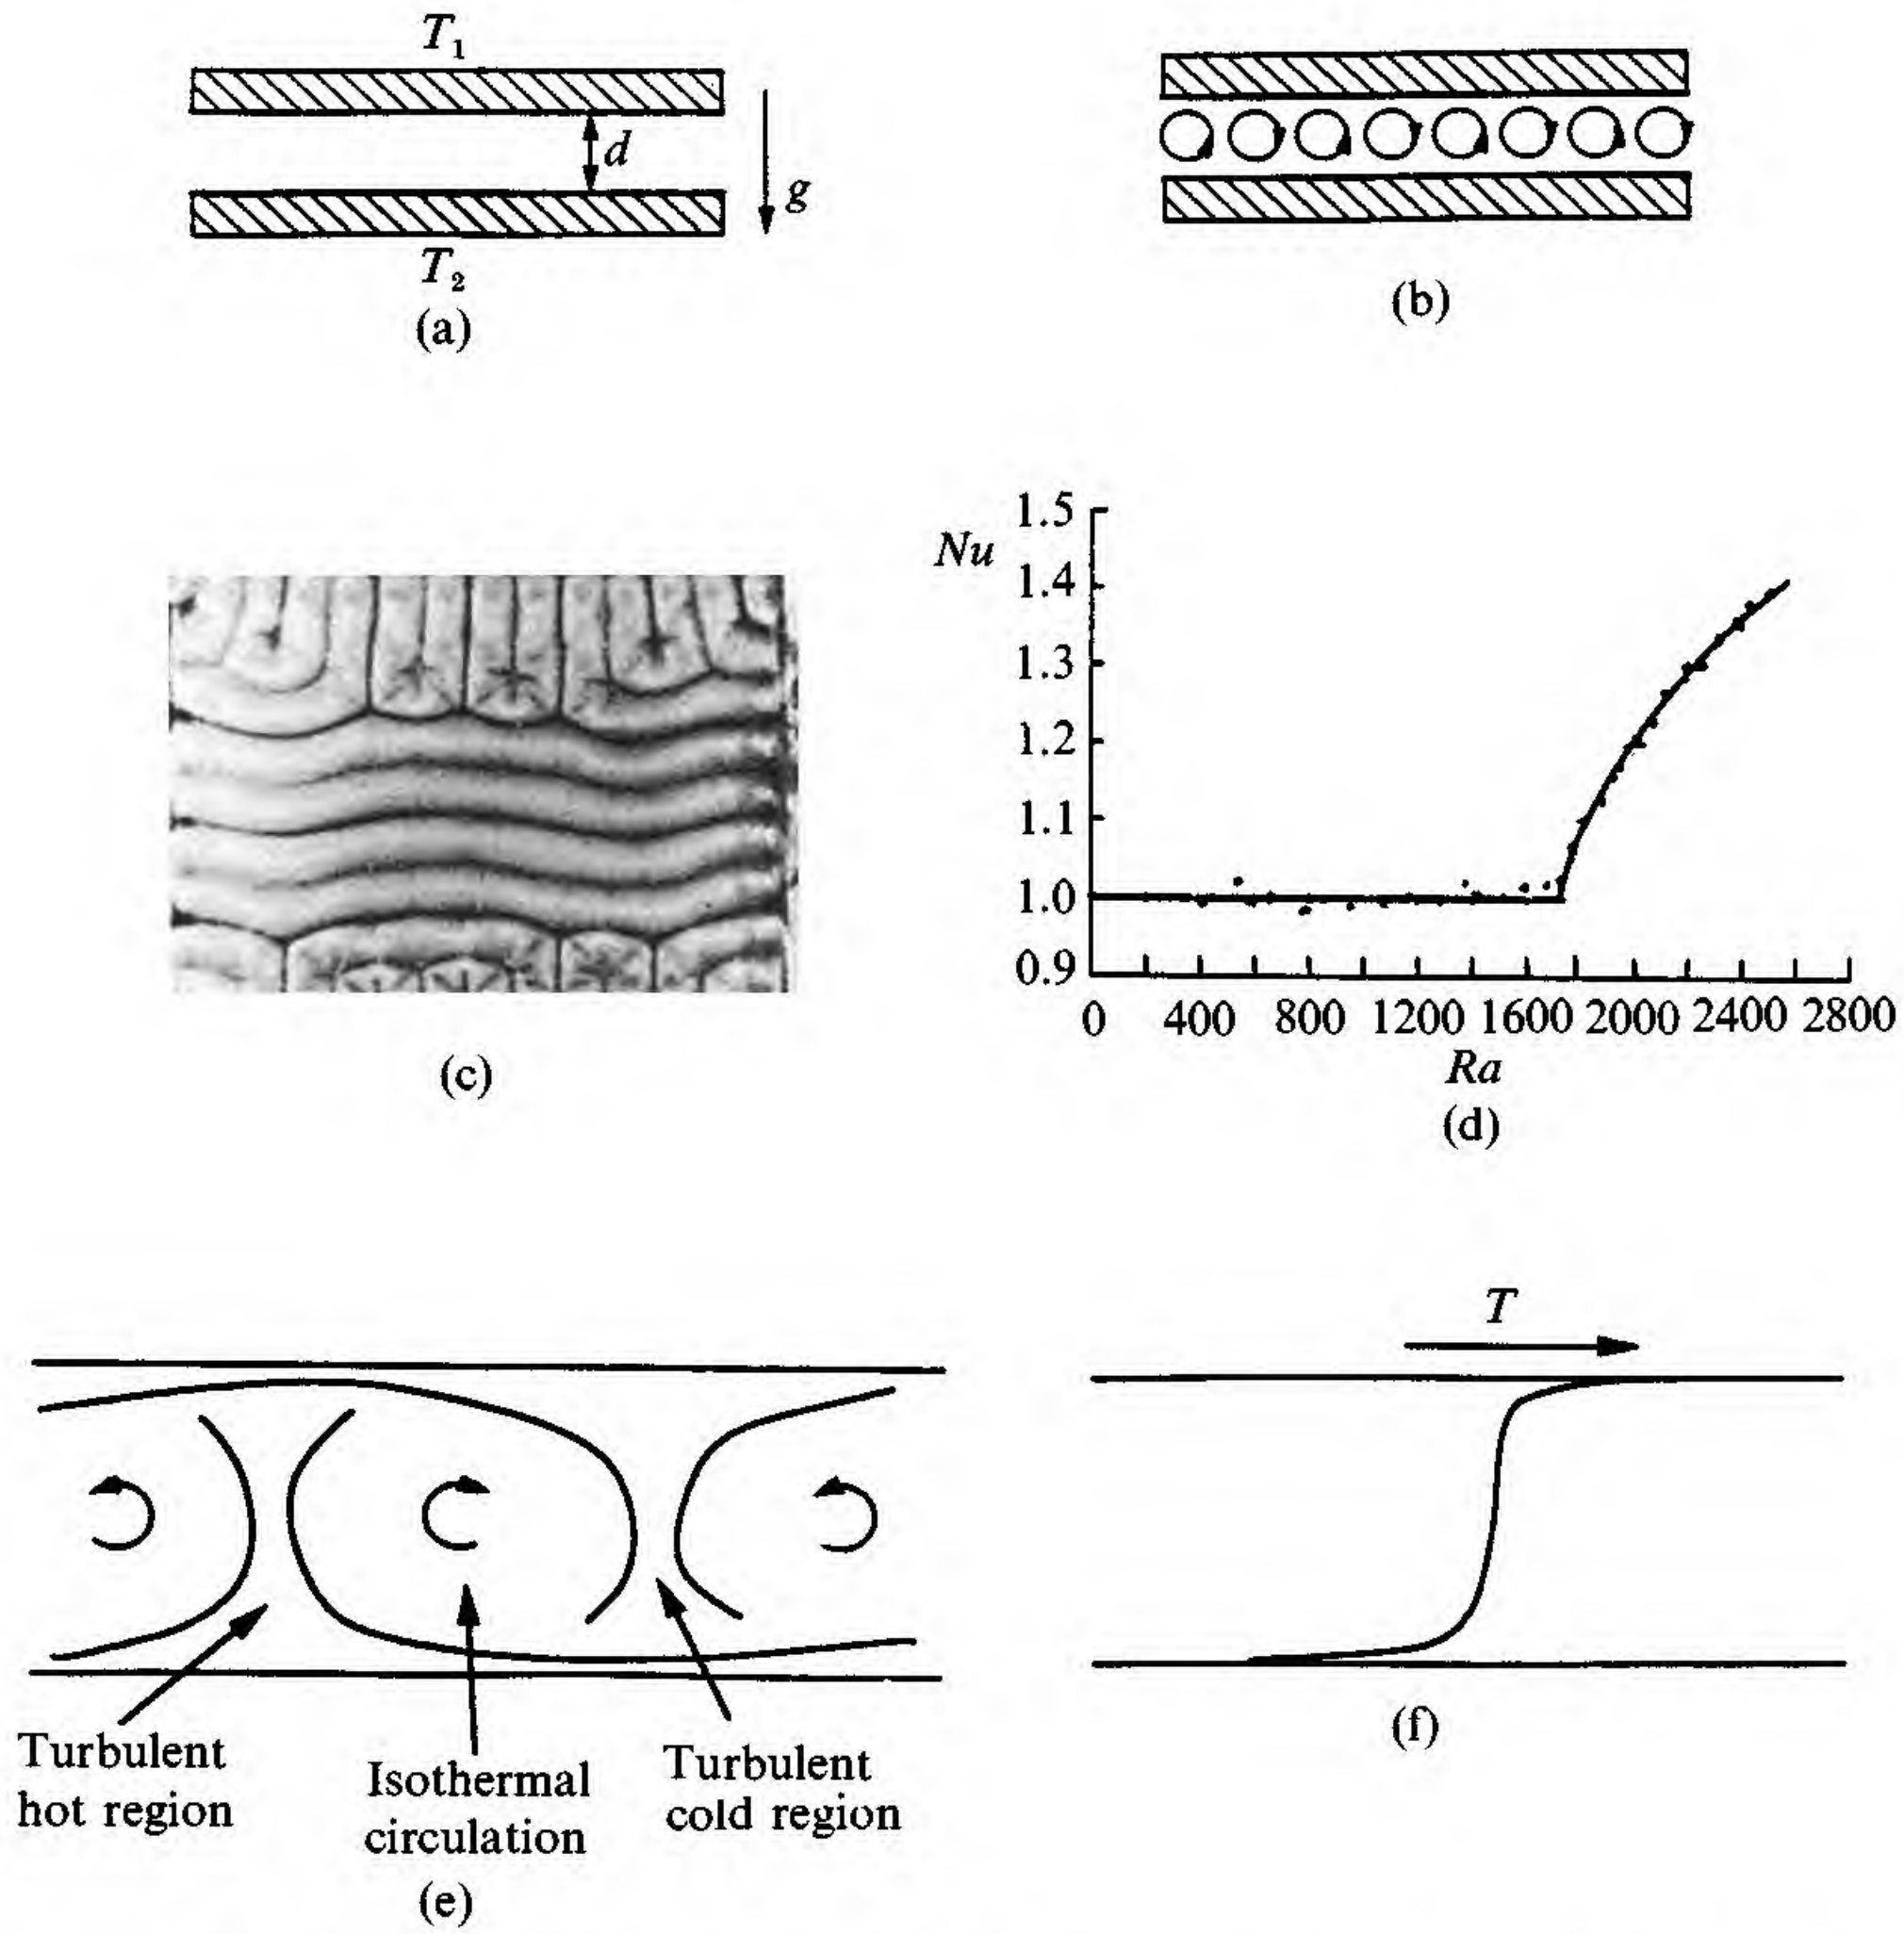 T₁
d
g
T₂
(a)
(b)
(c)
Nu
1.5
1.4
1.3
1.2
1.1
1.0
0.9
0 400 800 1200 1600 2000 2400 2800
Ra
(d)
Turbulent
hot region
Isothermal
circulation
Turbulent
cold region
(e)
T
(f)